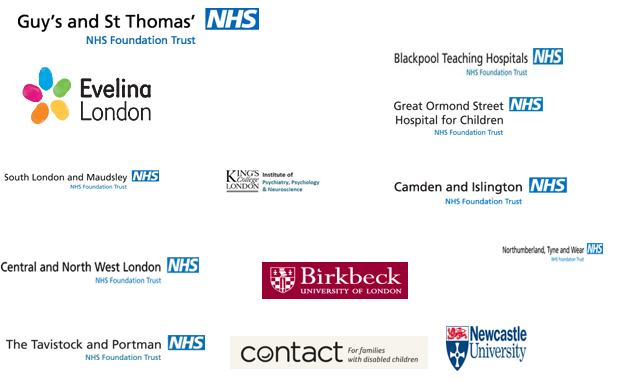 Guy's and St Thomas' NHS
NHS Foundation Trust
Blackpool Teaching Hospitals NHS
NHS Foundation Trust
Evelina
London
Great Ormond Street NHS
Hospital for Children
NHS Foundation Trust
South London and Maudsley NHS
NHS Foundation Trust
KING'S
College
LONDON
Institute of
Psychiatry, Psychology
& Neuroscience
Camden and Islington NHS
NHS Foundation Trust
Northumberland, Tyne and Wear NHS
NHS Foundation Trust
Central and North West London NHS
NHS Foundation Trust
Birkbeck
UNIVERSITY OF LONDON
The Tavistock and Portman NHS
NHS Foundation Trust
contact
For families
with disabled children
Newcastle
University